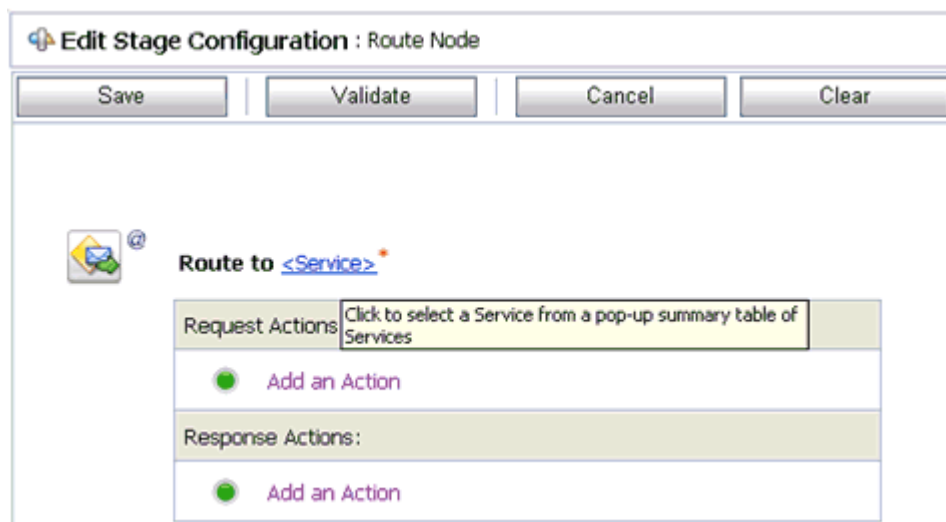 Edit Stage Configuration : Route Node
Save Validate Cancel Clear
@
Route to <Service>*
Request Actions
Click to select a Service from a pop-up summary table of
Services
Add an Action
Response Actions:
Add an Action